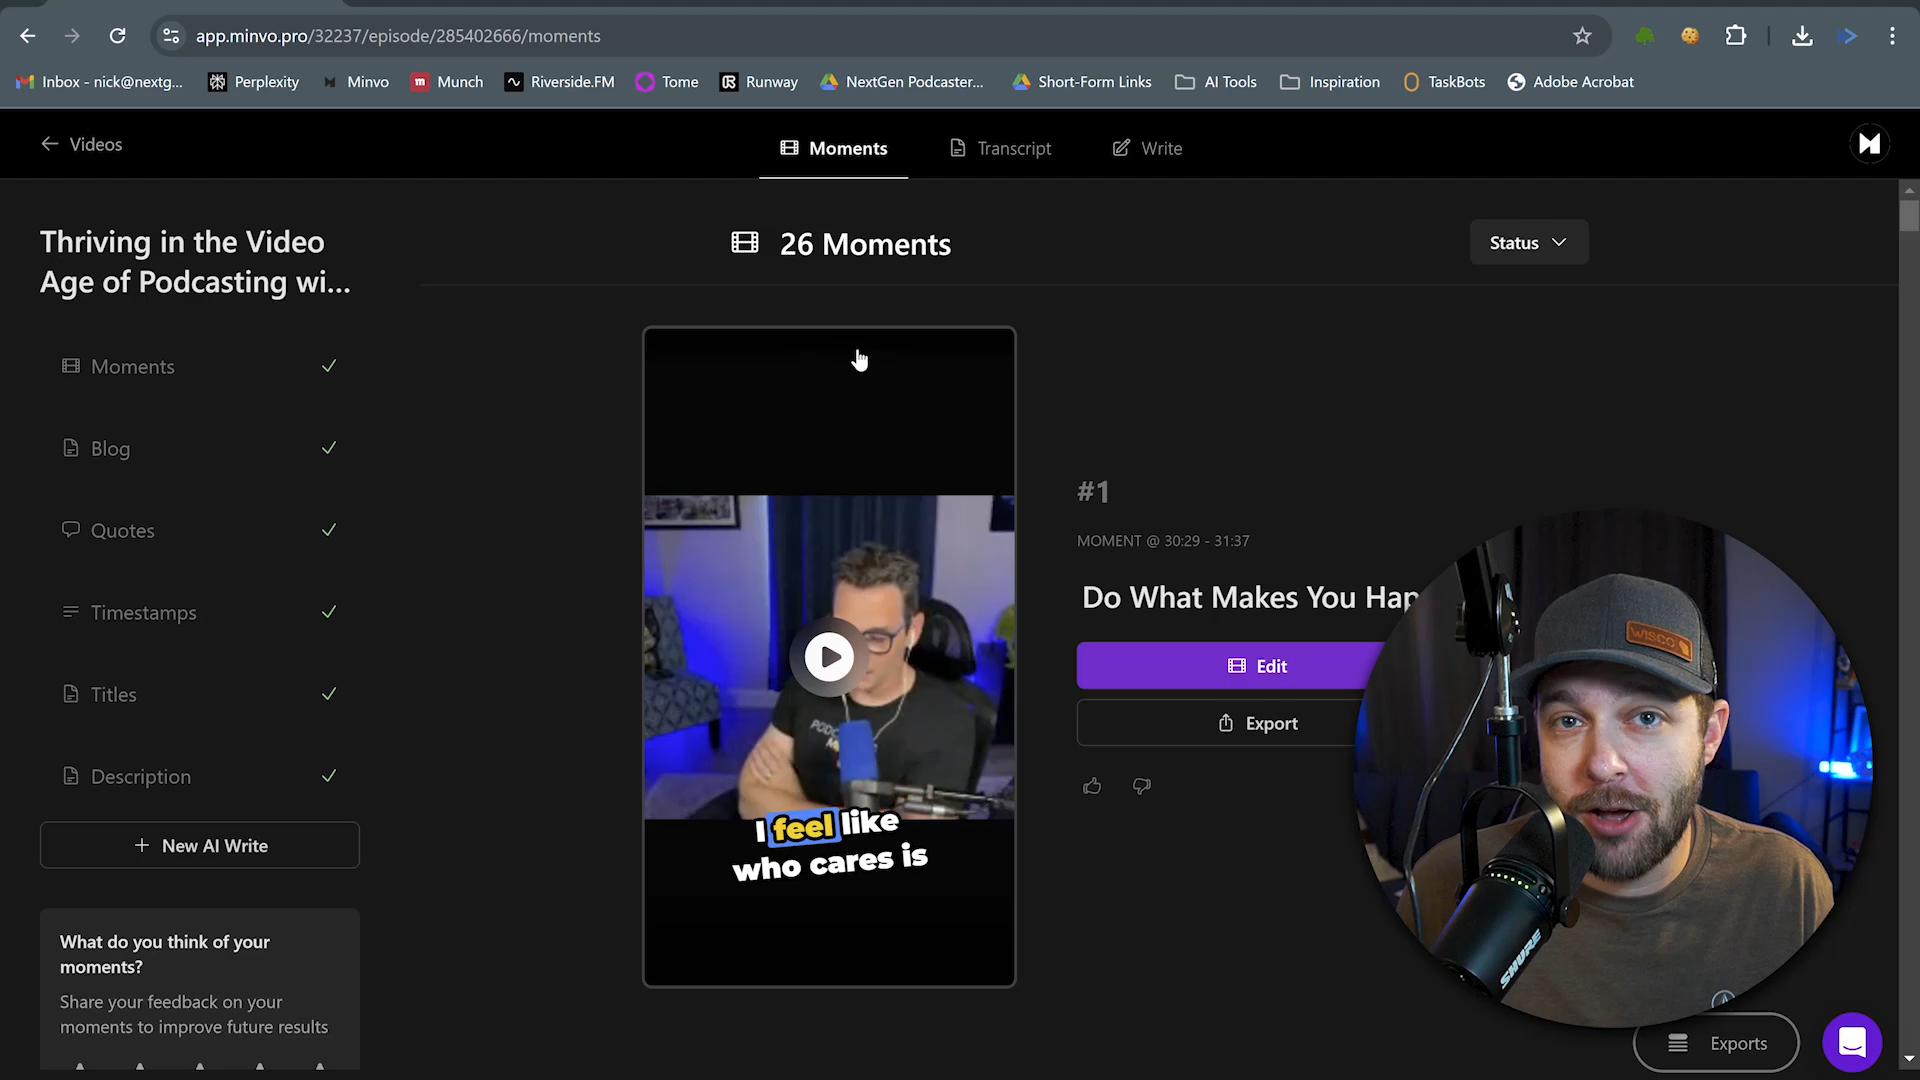 app.minvo.pro/32237/episode/285402666/moments
Inbox - nick@nextg... Perplexity Minvo Munch Riverside.FM Tome Runway NextGen Podcaster... Short-Form Links AI Tools Inspiration TaskBots Adobe Acrobat
Videos
Moments Transcript Write
Thriving in the Video
Age of Podcasting wi...
26 Moments
Status
Moments
Blog
Quotes
Timestamps
Titles
Description
New AI Write
What do you think of your
moments?
Share your feedback on your
moments to improve future results
I feel like
who cares is
#1
MOMENT @ 30:29 - 31:37
Do What Makes You Hap
Edit
Export
WISCO
SHURE
Exports